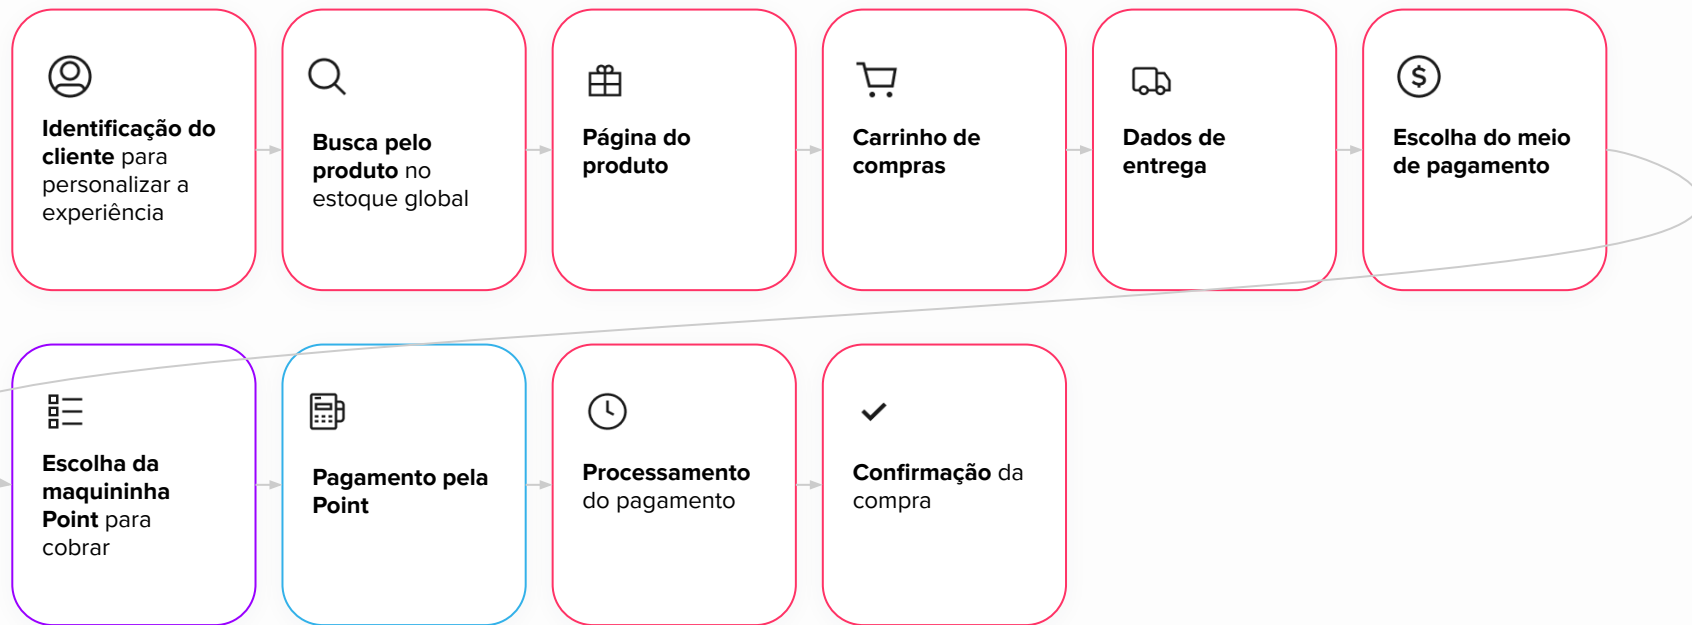 Identificação do
cliente para
personalizar a
experiência
Busca pelo
produto no
estoque global
Página do
produto
Carrinho de
compras
Dados de
entrega
Escolha do meio
de pagamento
Escolha da
maquininha
Point para
cobrar
Pagamento pela
Point
Processamento
do pagamento
Confirmação da
compra